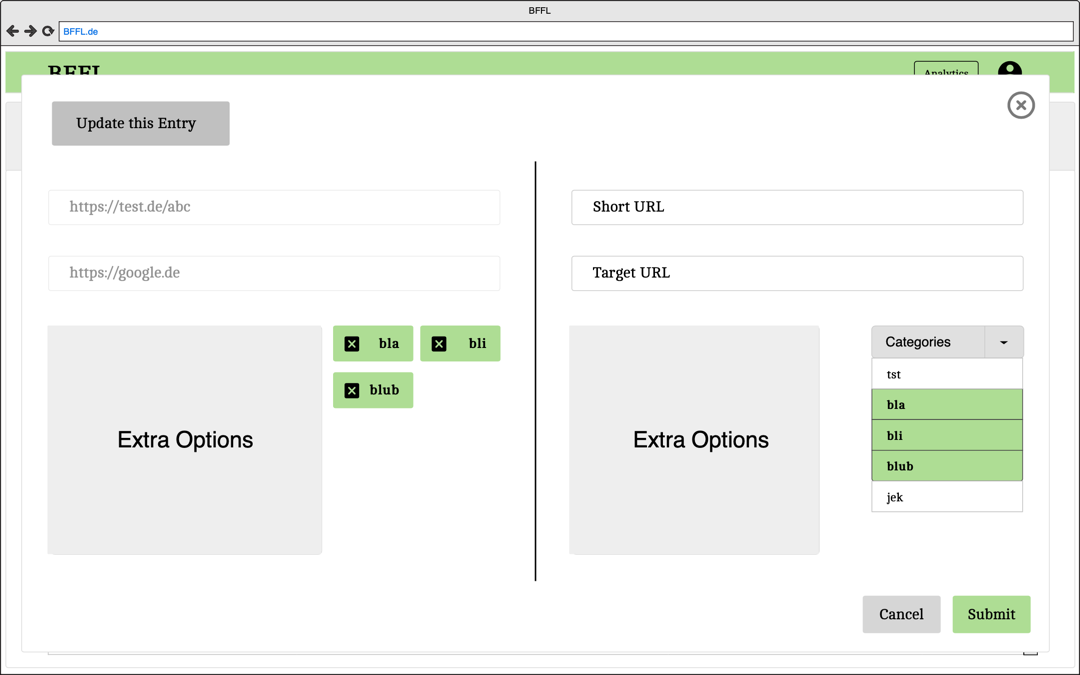 BFFL
BFFL.de
BFFL
Analytics
Update this Entry
https://test.de/abc
https://google.de
Extra Options
bla
bli
blub
Short URL
Target URL
Extra Options
Categories
tst
bla
bli
blub
jek
Cancel
Submit